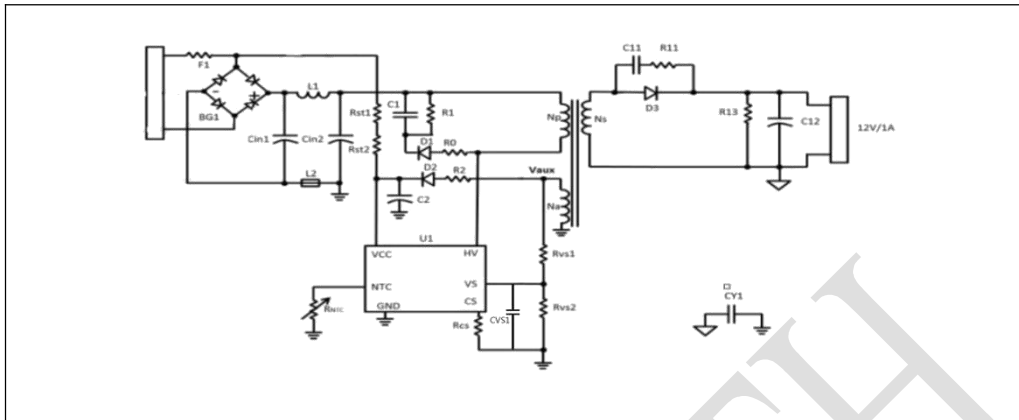 C11 R11
F1
L1
BG1
- +
Rst1
C1
R1
Np
Ns
D3
R13
C12
12V/1A
Cin1
Cin2
Rst2
D1
R0
D2
R2
Vaux
L2
C2
Na
U1
VCC
HV
Rvs1
NTC
VS
RNTC
GND
CS
Rcs
CVS1
Rvs2
CY1
TH